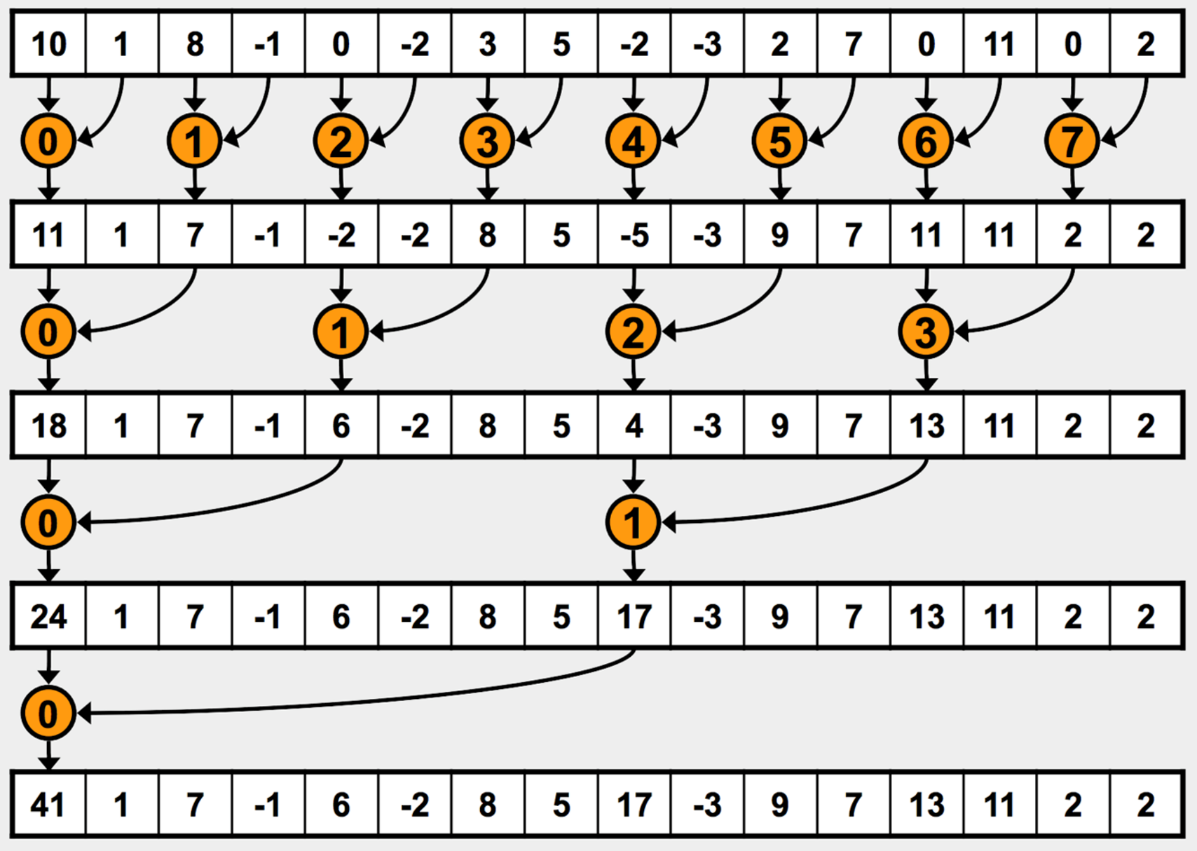 10 1 8 -1 0 -2 3 5 -2 -3 2 7 0 11 0 2
0 1 2 3 4 5 6 7
11 1 7 -1 -2 -2 8 5 -5 -3 9 7 11 11 2 2
0 1 2 3
18 1 7 -1 6 -2 8 5 4 -3 9 7 13 11 2 2
0 1
24 1 7 -1 6 -2 8 5 17 -3 9 7 13 11 2 2
0
41 1 7 -1 6 -2 8 5 17 -3 9 7 13 11 2 2